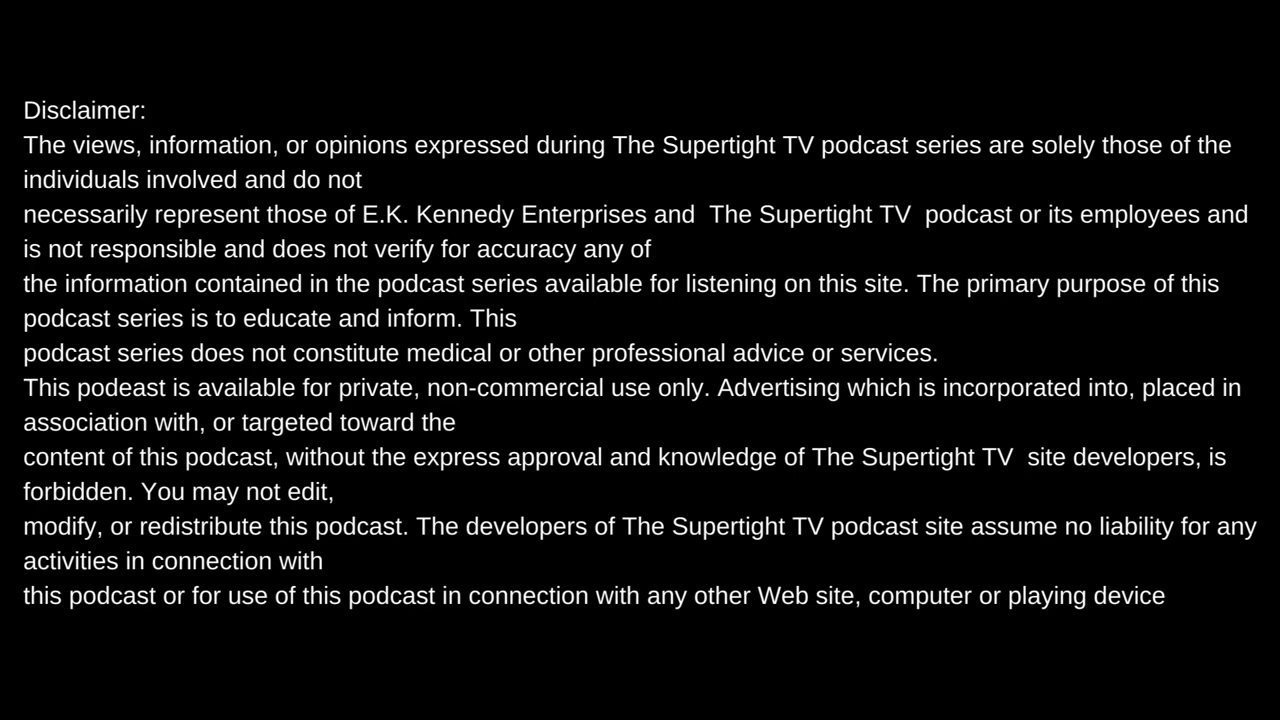 Disclaimer:
The views, information, or opinions expressed during The Supertight TV podcast series are solely those of the
individuals involved and do not
necessarily represent those of E.K. Kennedy Enterprises and  The Supertight TV  podcast or its employees and
is not responsible and does not verify for accuracy any of
the information contained in the podcast series available for listening on this site. The primary purpose of this
podcast series is to educate and inform. This
podcast series does not constitute medical or other professional advice or services.
This podeast is available for private, non-commercial use only. Advertising which is incorporated into, placed in
association with, or targeted toward the
content of this podcast, without the express approval and knowledge of The Supertight TV  site developers, is
forbidden. You may not edit,
modify, or redistribute this podcast. The developers of The Supertight TV podcast site assume no liability for any
activities in connection with
this podcast or for use of this podcast in connection with any other Web site, computer or playing device